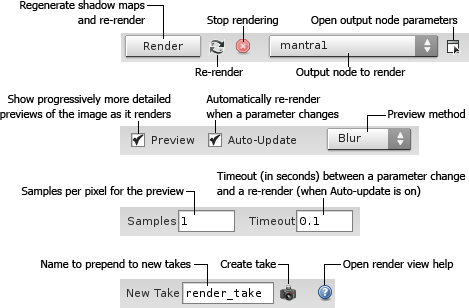 Regenerate shadow maps
and re-render
Stop rendering
Open output node parameters
Render
mantra1
Re-render
Output node to render
Show progressively more detailed
previews of the image as it renders
Automatically re-render
when a parameter changes
Preview method
Preview
Auto-Update
Blur
Samples per pixel for the preview
Timeout (in seconds) between a parameter change
and a re-render (when Auto-update is on)
Samples 1
Timeout 0.1
Name to prepend to new takes
Create take
Open render view help
New Take render_take
?